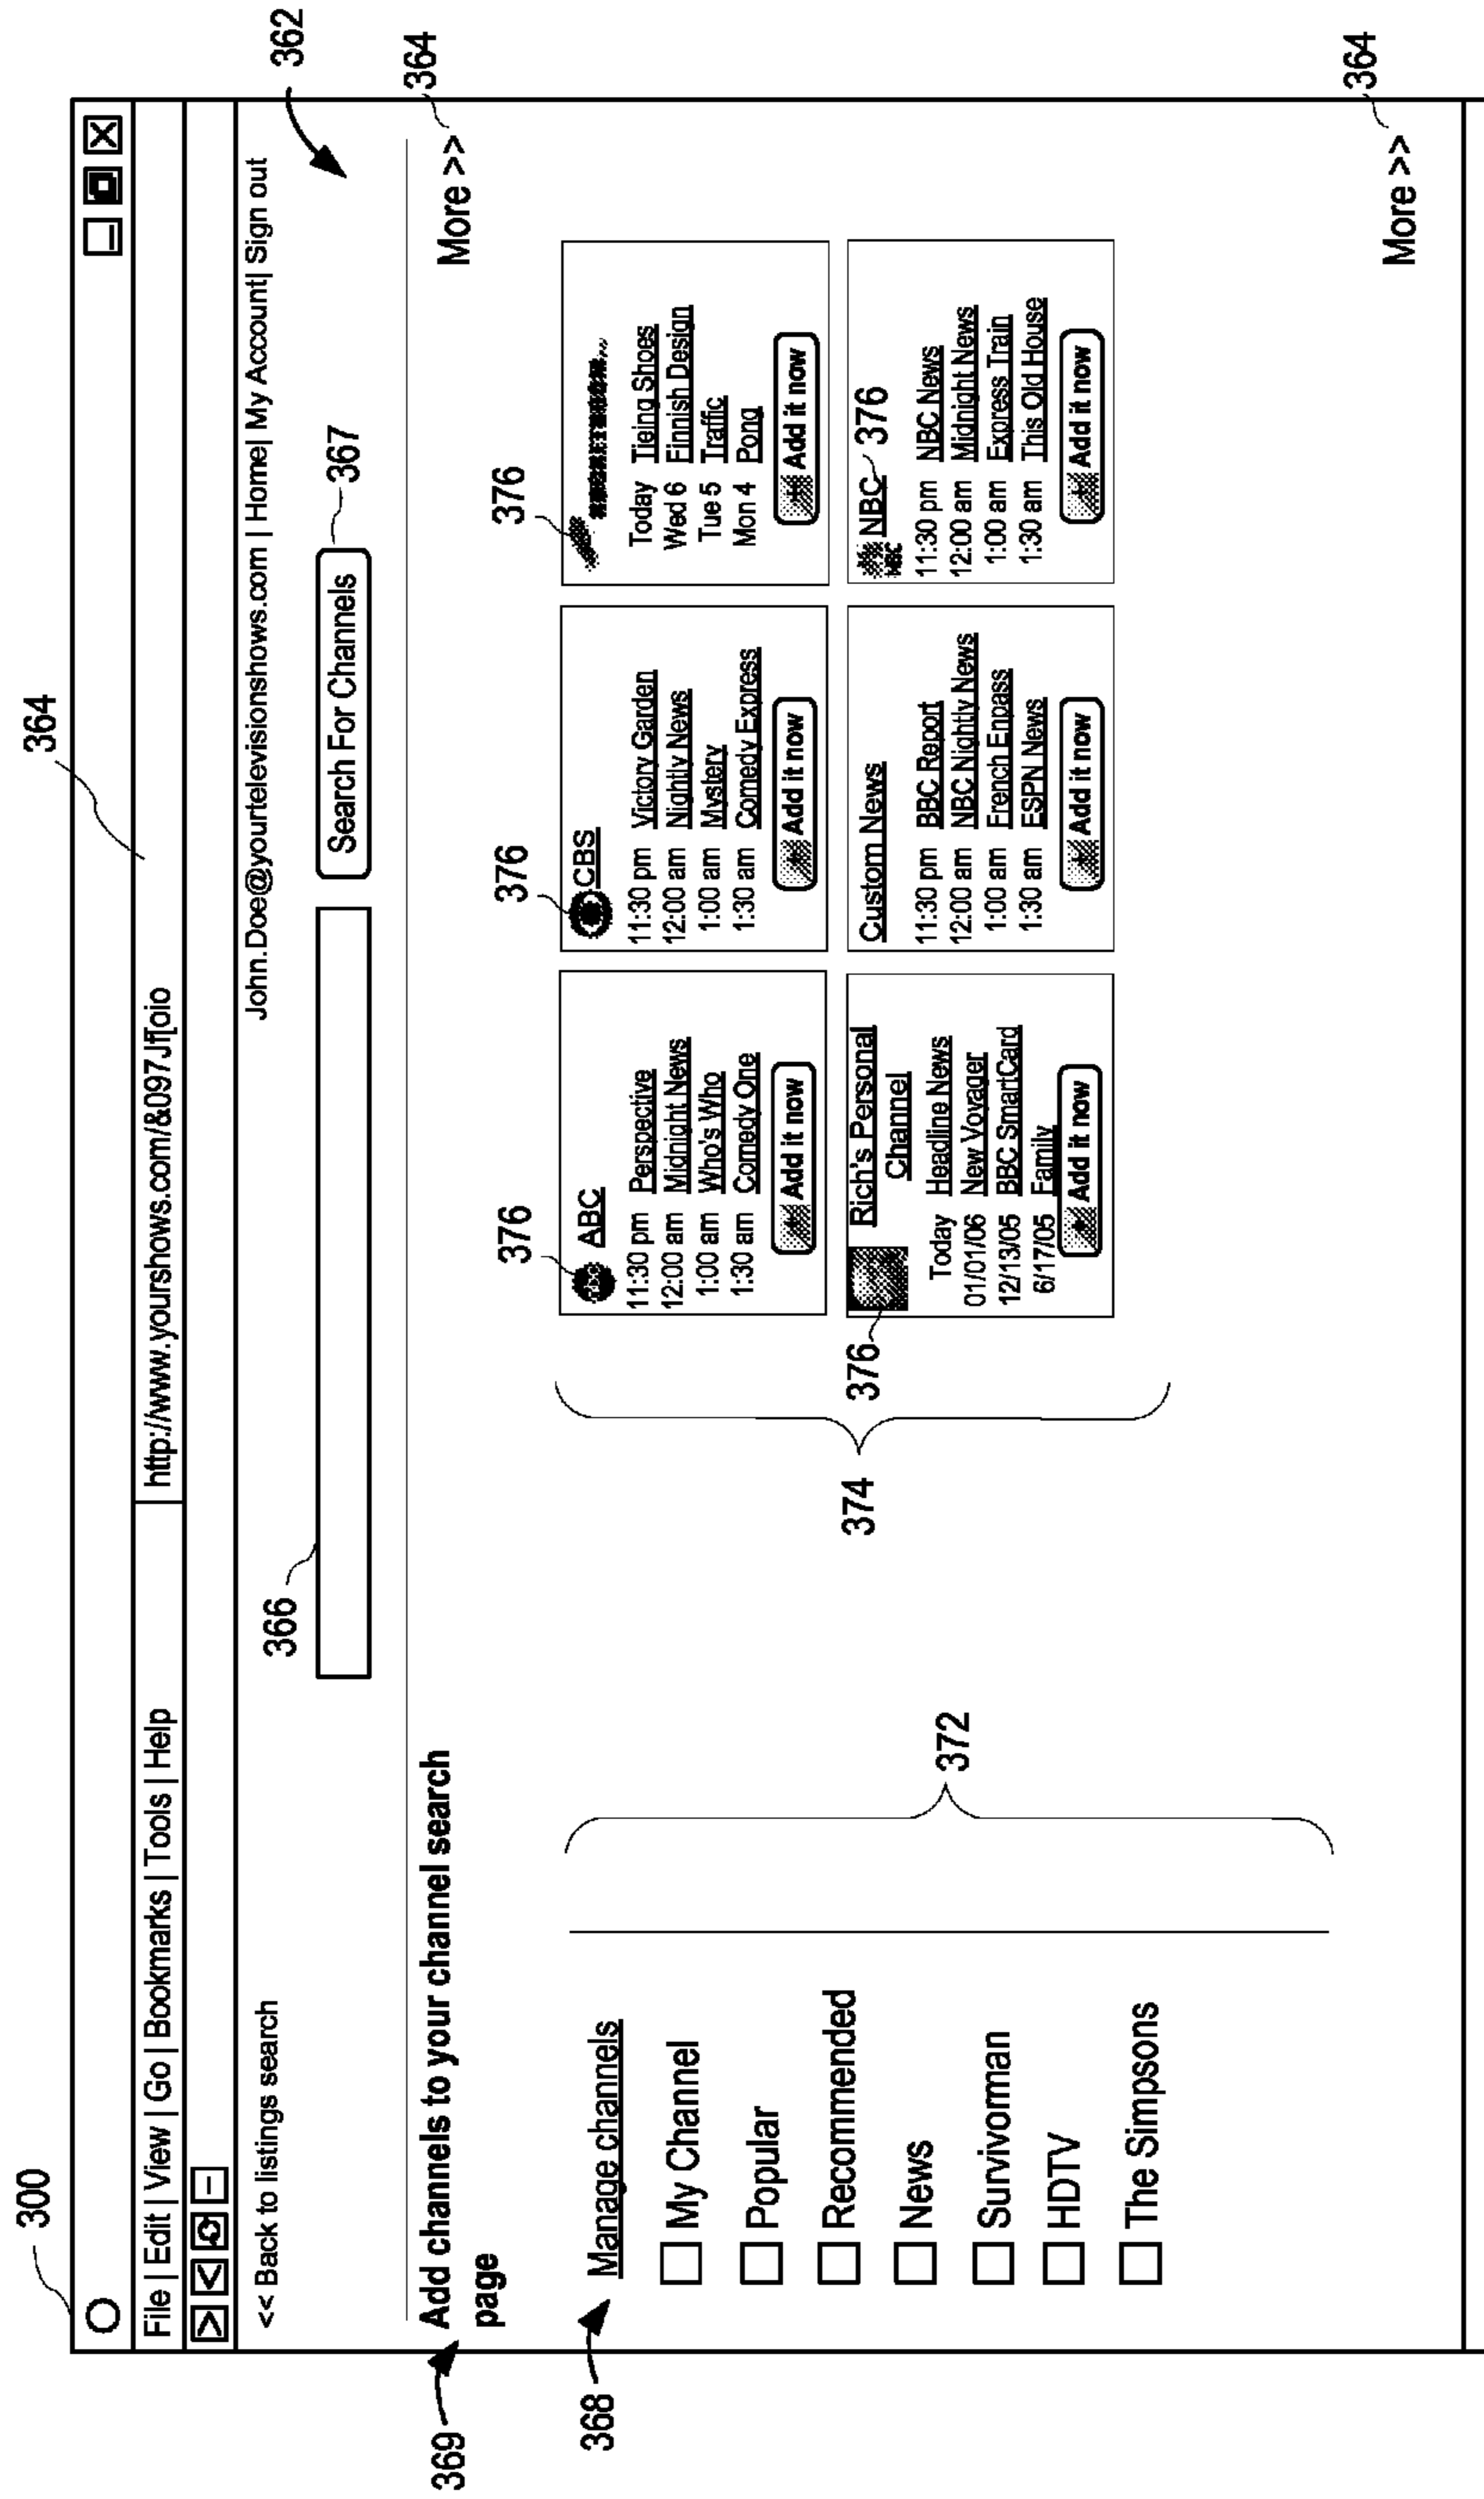 300
364
File | Edit | View | Go | Bookmarks | Tools | Help
http://www.yourshows.com/&097Jfjoio
<< Back to listings search
John.Doe@yourtelevisionshows.com | Home| My Account| Sign out
362
366
Search For Channels
367
369
Add channels to your channel search
page
More >>
364
368
Manage channels
My Channel
Popular
Recommended
News
Survivorman
HDTV
The Simpsons
372
374
376
ABC
11:30 pm Perspective
12:00 am Midnight News
1:00 am Who's Who
1:30 am Comedy One
Add it now
376
CBS
11:30 pm Victory Garden
12:00 am Nightly News
1:00 am Mystery
1:30 am Comedy Express
Add it now
376
Today Tieing Shoes
Wed 6 Finnish Design
Tue 5 Traffic
Mon 4 Pong
Add it now
376
Rich's Personal
Channel
Today Headline News
01/01/06 New Voyager
12/13/05 BBC SmartCard
6/17/05 Family
Add it now
Custom News
11:30 pm BBC Report
12:00 am NBC Nightly News
1:00 am French Enpass
1:30 am ESPN News
Add it now
NBC
NBC
376
11:30 pm NBC News
12:00 am Midnight News
1:00 am Express Train
1:30 am This Old House
Add it now
More >>
364